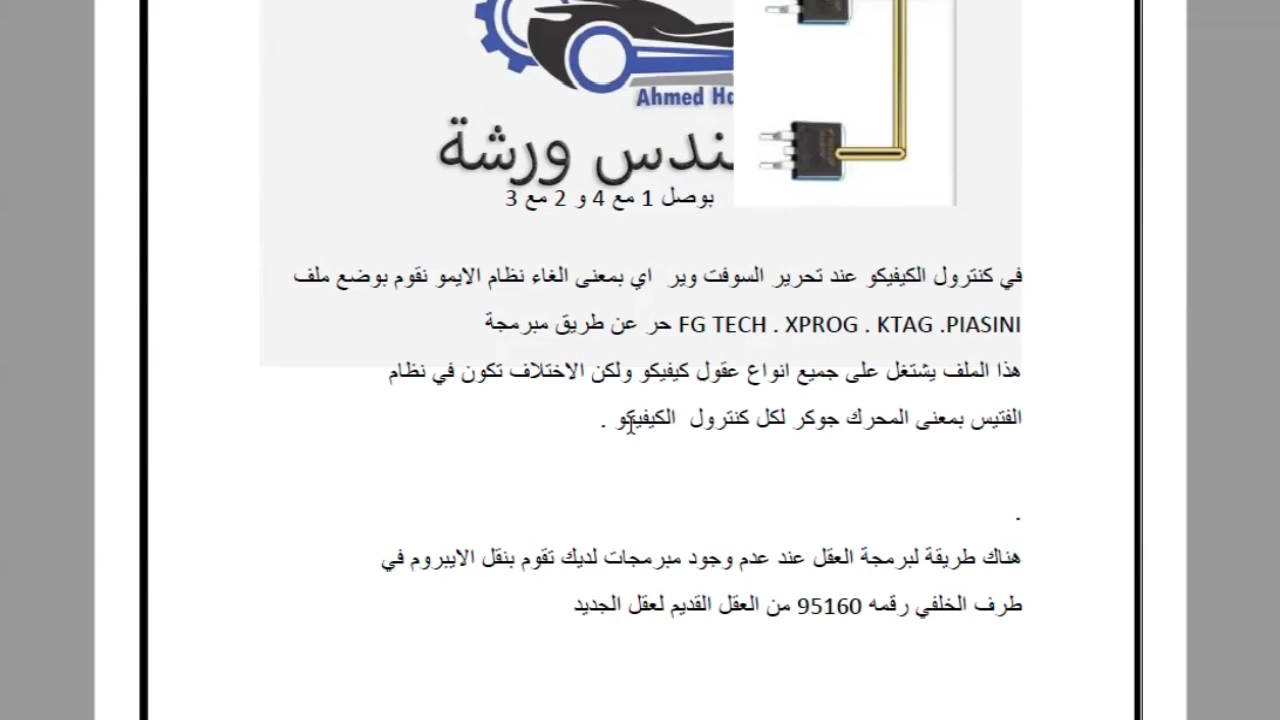 Ahmed
ندس ورشة
بوصل 1 مع 4 و 2 مع 3
في كنترول الكيفيكو عند تحرير السوفت وير اي بمعنى الغاء نظام الايمو نقوم بوضع ملف
حر عن طريق مبرمجة FG TECH . XPROG . KTAG .PIASINI
هذا الملف يشتغل على جميع انواع عقول كيفيكو ولكن الاختلاف تكون في نظام
الفتيس بمعنى المحرك جوكر لكل كنترول الكيفيكو .
.
هناك طريقة لبرمجة العقل عند عدم وجود مبرمجات لديك تقوم بنقل الايبروم في
طرف الخلفي رقمه 95160 من العقل القديم لعقل الجديد